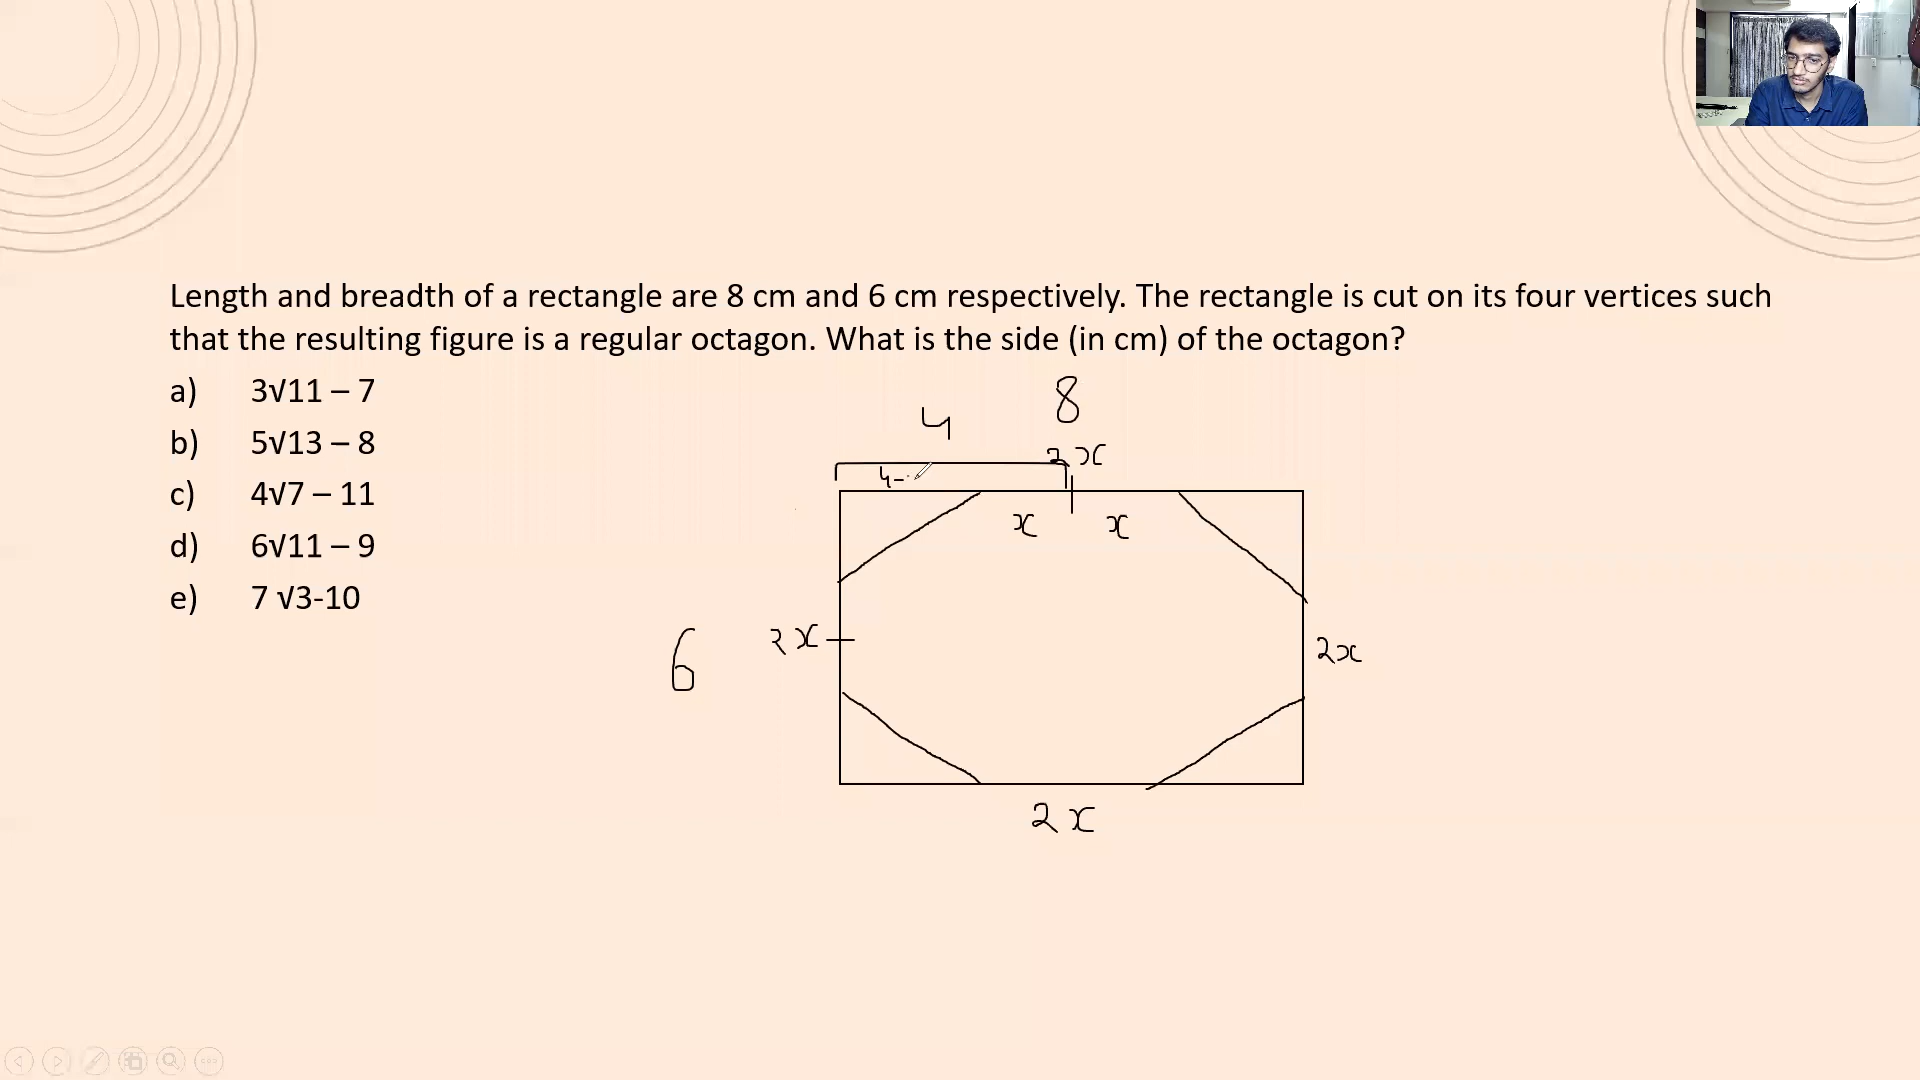 Length and breadth of a rectangle are 8 cm and 6 cm respectively. The rectangle is cut on its four vertices such
that the resulting figure is a regular octagon. What is the side (in cm) of the octagon?
a) 3√11 – 7
b) 5√13 – 8
c) 4√7 – 11
d) 6√11 – 9
e) 7 √3-10
8
4
2x
4-
x x
6
2x
2x
2x